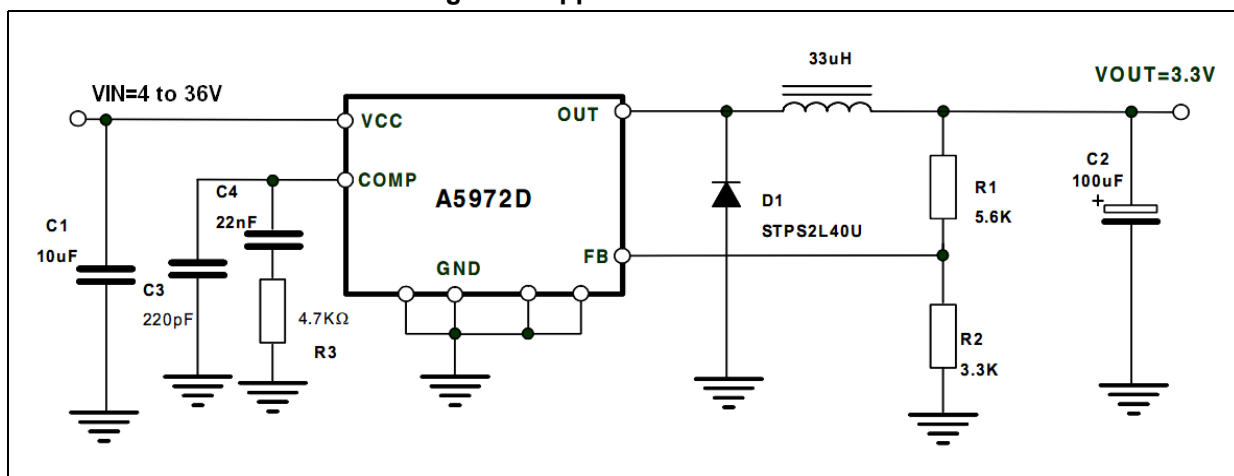 VIN=4 to 36V
VCC
COMP
A5972D
GND
OUT
FB
33uH
VOUT=3.3V
C1
10uF
C4
22nF
C3
220pF
4.7KΩ
R3
D1
STPS2L40U
R1
5.6K
R2
3.3K
C2
100uF
+